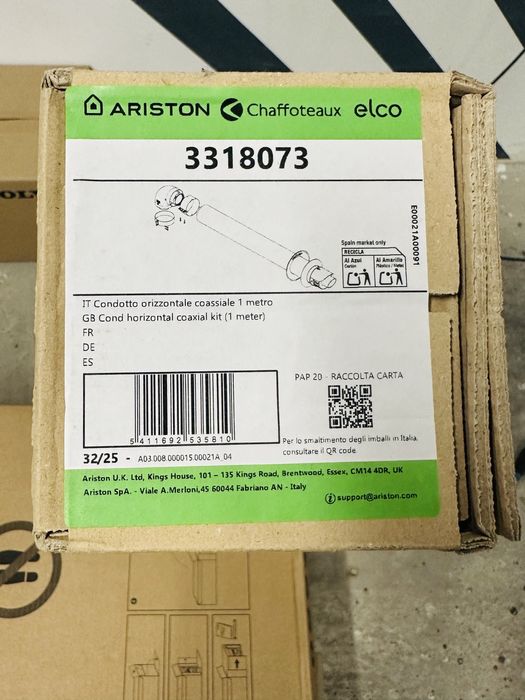 ARISTON Chaffoteaux elco
3318073
E00021A00091
Spain market only
RECICLA
Al Azul
Cartón
Al Amarillo
Plástico / Metal
IT Condotto orizzontale coassiale 1 metro
GB Cond horizontal coaxial kit (1 meter)
FR
DE
ES
PAP 20 - RACCOLTA CARTA
5 411692 535810
Per lo smaltimento degli imballi in Italia,
consultare il QR code
32/25 - A03.008.000015.00021A_04
Ariston U.K. Ltd, Kings House, 101 – 135 Kings Road, Brentwood, Essex, CM14 4DR, UK
Ariston SpA. - Viale A.Merloni,45 60044 Fabriano AN - Italy
support@ariston.com